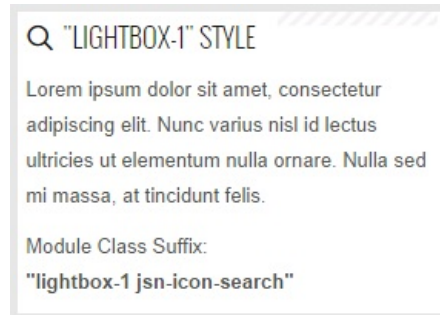 "LIGHTBOX-1" STYLE
Lorem ipsum dolor sit amet, consectetur
adipiscing elit. Nunc varius nisl id lectus
ultricies ut elementum nulla ornare. Nulla sed
mi massa, at tincidunt felis.
Module Class Suffix:
"lightbox-1 jsn-icon-search"